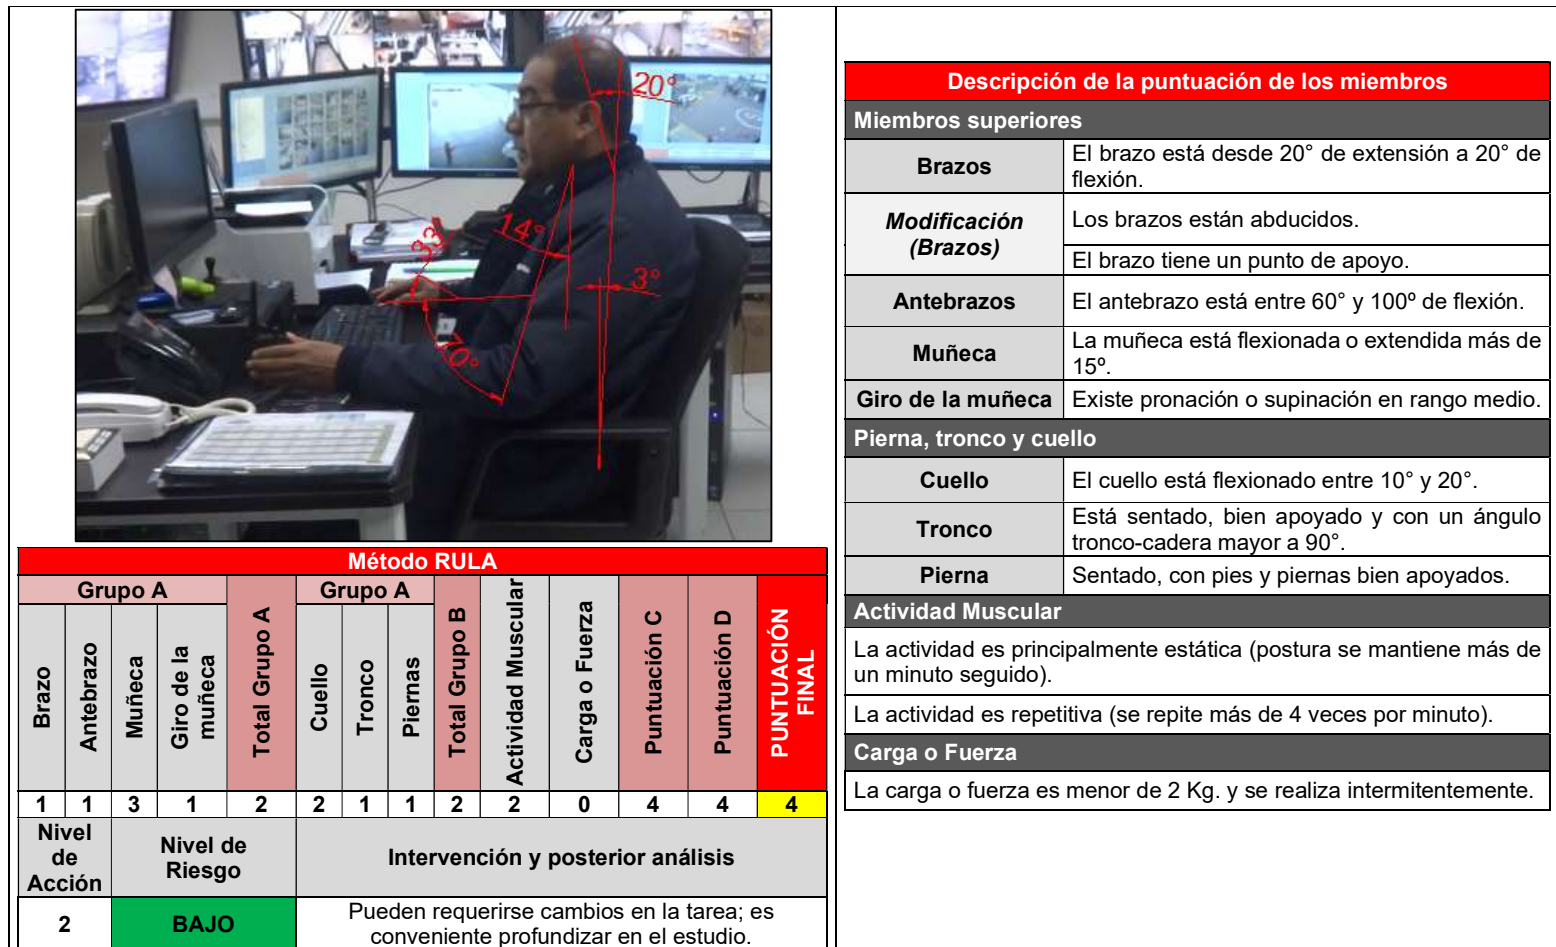 20°
33°
14°
3°
70°
Método RULA
Grupo A
Grupo A
Brazo
Antebrazo
Muñeca
Giro de la
muñeca
Total Grupo A
Cuello
Tronco
Piernas
Total Grupo B
Actividad Muscular
Carga o Fuerza
Puntuación C
Puntuación D
PUNTUACIÓN
FINAL
1 1 3 1 2 2 1 1 2 2 0 4 4 4
Nivel
de
Acción
Nivel de
Riesgo
Intervención y posterior análisis
2
BAJO
Pueden requerirse cambios en la tarea; es
conveniente profundizar en el estudio.
Descripción de la puntuación de los miembros
Miembros superiores
Brazos
El brazo está desde 20° de extensión a 20° de
flexión.
Modificación
(Brazos)
Los brazos están abducidos.
El brazo tiene un punto de apoyo.
Antebrazos
El antebrazo está entre 60° y 100º de flexión.
Muñeca
La muñeca está flexionada o extendida más de
15º.
Giro de la muñeca
Existe pronación o supinación en rango medio.
Pierna, tronco y cuello
Cuello
El cuello está flexionado entre 10° y 20°.
Tronco
Está sentado, bien apoyado y con un ángulo
tronco-cadera mayor a 90°.
Pierna
Sentado, con pies y piernas bien apoyados.
Actividad Muscular
La actividad es principalmente estática (postura se mantiene más de
un minuto seguido).
La actividad es repetitiva (se repite más de 4 veces por minuto).
Carga o Fuerza
La carga o fuerza es menor de 2 Kg. y se realiza intermitentemente.